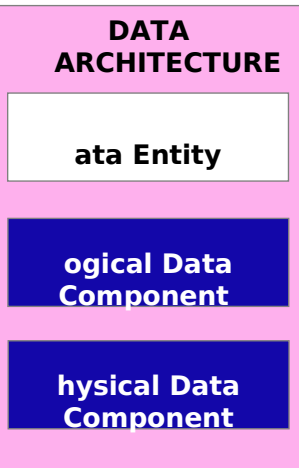 DATA
ARCHITECTURE
ata Entity
ogical Data
Component
hysical Data
Component